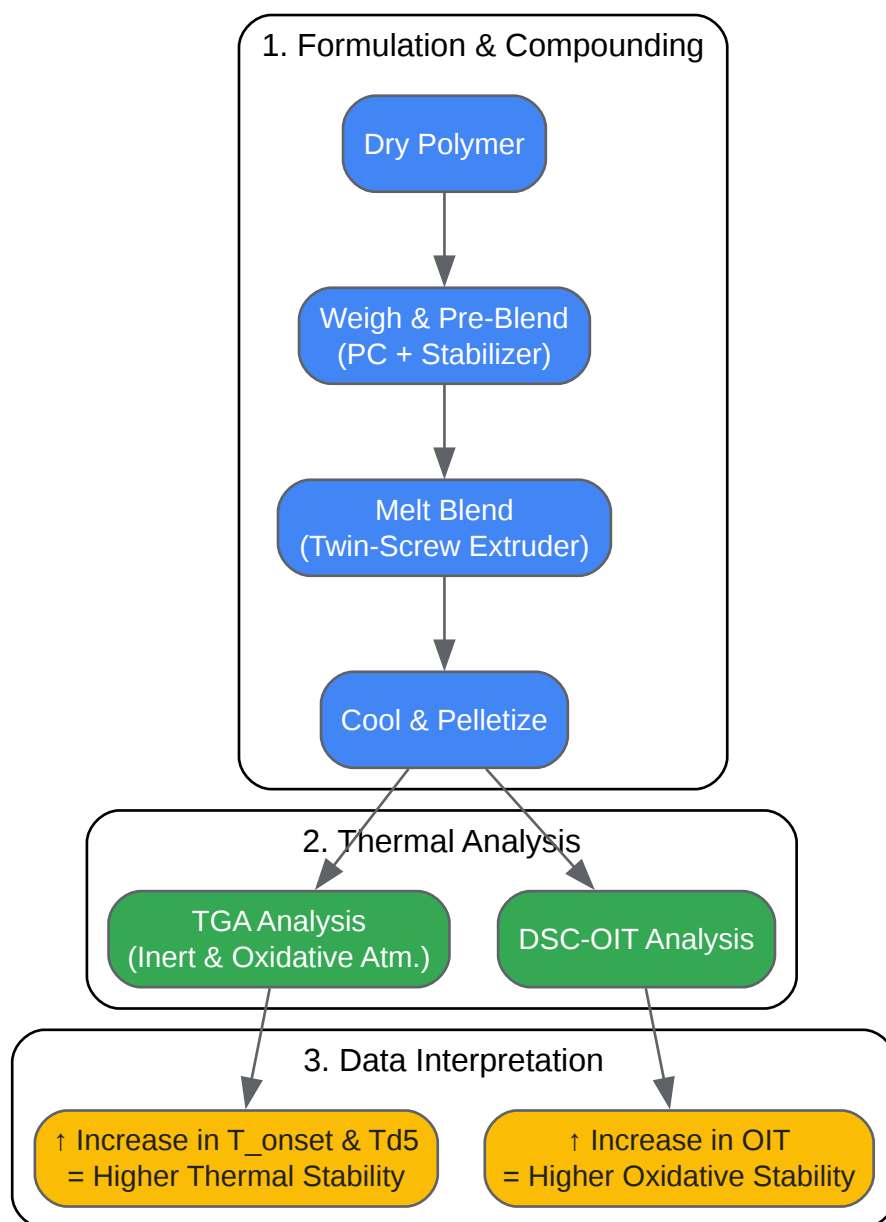 1. Formulation & Compounding
Dry Polymer
Weigh & Pre-Blend
(PC + Stabilizer)
Melt Blend
(Twin-Screw Extruder)
Cool & Pelletize
2. Thermal Analysis
TGA Analysis
(Inert & Oxidative Atm.)
DSC-OIT Analysis
3. Data Interpretation
↑ Increase in T_onset & Td5
= Higher Thermal Stability
↑ Increase in OIT
= Higher Oxidative Stability